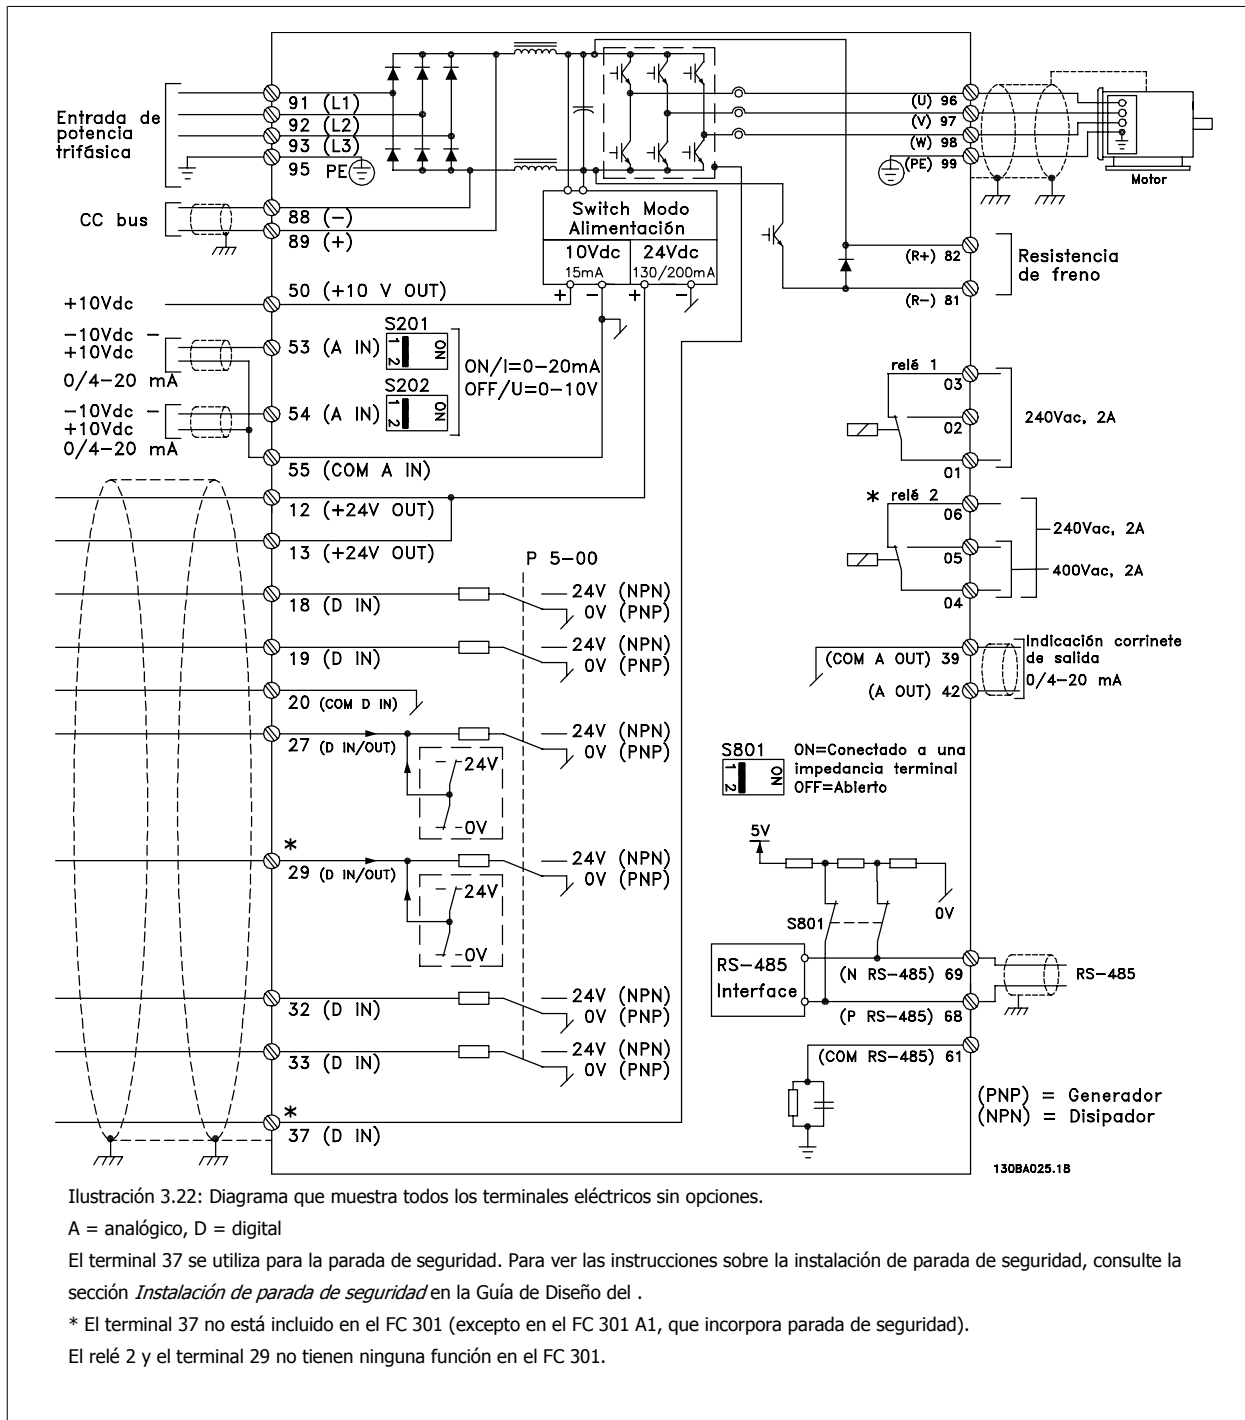 Entrada de
potencia
trifásica
91 (L1)
92 (L2)
93 (L3)
95 PE
CC bus
88 (−)
89 (+)
+10Vdc
50 (+10 V OUT)
−10Vdc −
+10Vdc
0/4−20 mA
53 (A IN)
S201
1 2
ON
ON/I=0−20mA
OFF/U=0−10V
−10Vdc −
+10Vdc
0/4−20 mA
54 (A IN)
S202
1 2
ON
55 (COM A IN)
12 (+24V OUT)
13 (+24V OUT)
P 5-00
18 (D IN)
24V (NPN)
0V (PNP)
19 (D IN)
24V (NPN)
0V (PNP)
20 (COM D IN)
27 (D IN/OUT)
24V (NPN)
0V (PNP)
24V
0V
*
29 (D IN/OUT)
24V (NPN)
0V (PNP)
24V
0V
32 (D IN)
24V (NPN)
0V (PNP)
33 (D IN)
24V (NPN)
0V (PNP)
*
37 (D IN)
Switch Modo
Alimentación
10Vdc
15mA
24Vdc
130/200mA
+ − + −
(U) 96
(V) 97
(W) 98
(PE) 99
Motor
(R+) 82
(R−) 81
Resistencia
de freno
relé 1
03
02
01
240Vac, 2A
* relé 2
06
05
04
240Vac, 2A
400Vac, 2A
(COM A OUT) 39
(A OUT) 42
Indicación corrinete
de salida
0/4−20 mA
S801
1 2
ON
ON=Conectado a una
impedancia terminal
OFF=Abierto
5V
S801
0V
RS−485
Interface
(N RS−485) 69
(P RS−485) 68
(COM RS−485) 61
RS−485
(PNP) = Generador
(NPN) = Disipador
130BA025.18
Ilustración 3.22: Diagrama que muestra todos los terminales eléctricos sin opciones.
A = analógico, D = digital
El terminal 37 se utiliza para la parada de seguridad. Para ver las instrucciones sobre la instalación de parada de seguridad, consulte la
sección Instalación de parada de seguridad en la Guía de Diseño del .
* El terminal 37 no está incluido en el FC 301 (excepto en el FC 301 A1, que incorpora parada de seguridad).
El relé 2 y el terminal 29 no tienen ninguna función en el FC 301.